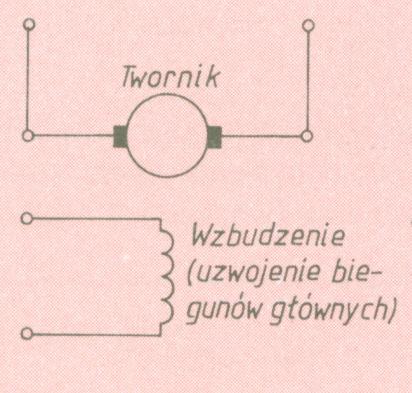 Twornik
Wzbudzenie
(uzwojenie bie-
gunów głównych)